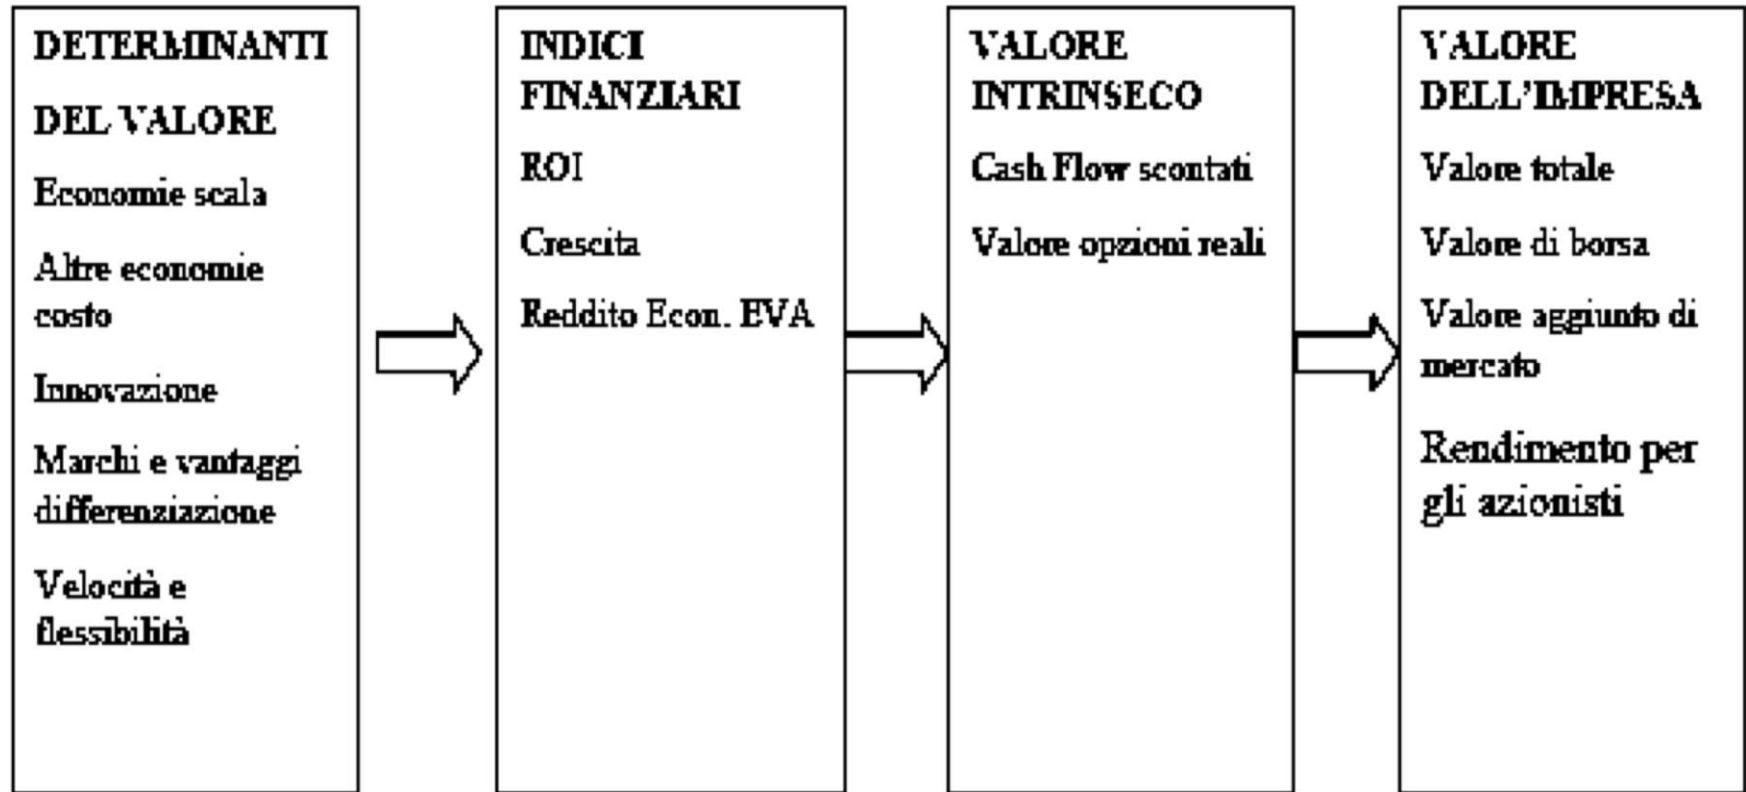 DETERMINANTI
DEL VALORE
Economie scala
Altre economie
costo
Innovazione
Marchi e vantaggi
differenziazione
Velocità e
flessibilità
INDICI
FINANZIARI
ROI
Crescita
Reddito Econ. EVA
VALORE
INTRINSECO
Cash Flow scontati
Valore opzioni reali
VALORE
DELL'IMPRESA
Valore totale
Valore di borsa
Valore aggiunto di
mercato
Rendimento per
gli azionisti